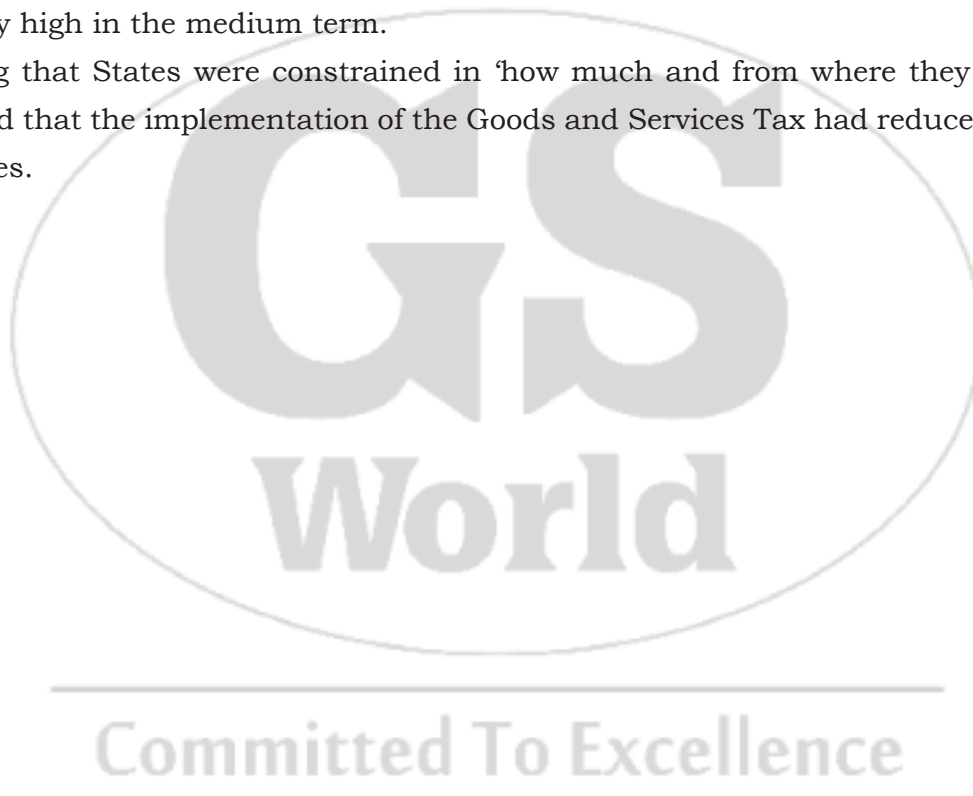 y high in the medium term.
g that States were constrained in ‘how much and from where they
d that the implementation of the Goods and Services Tax had reduce
es.
GS
World
Committed To Excellence